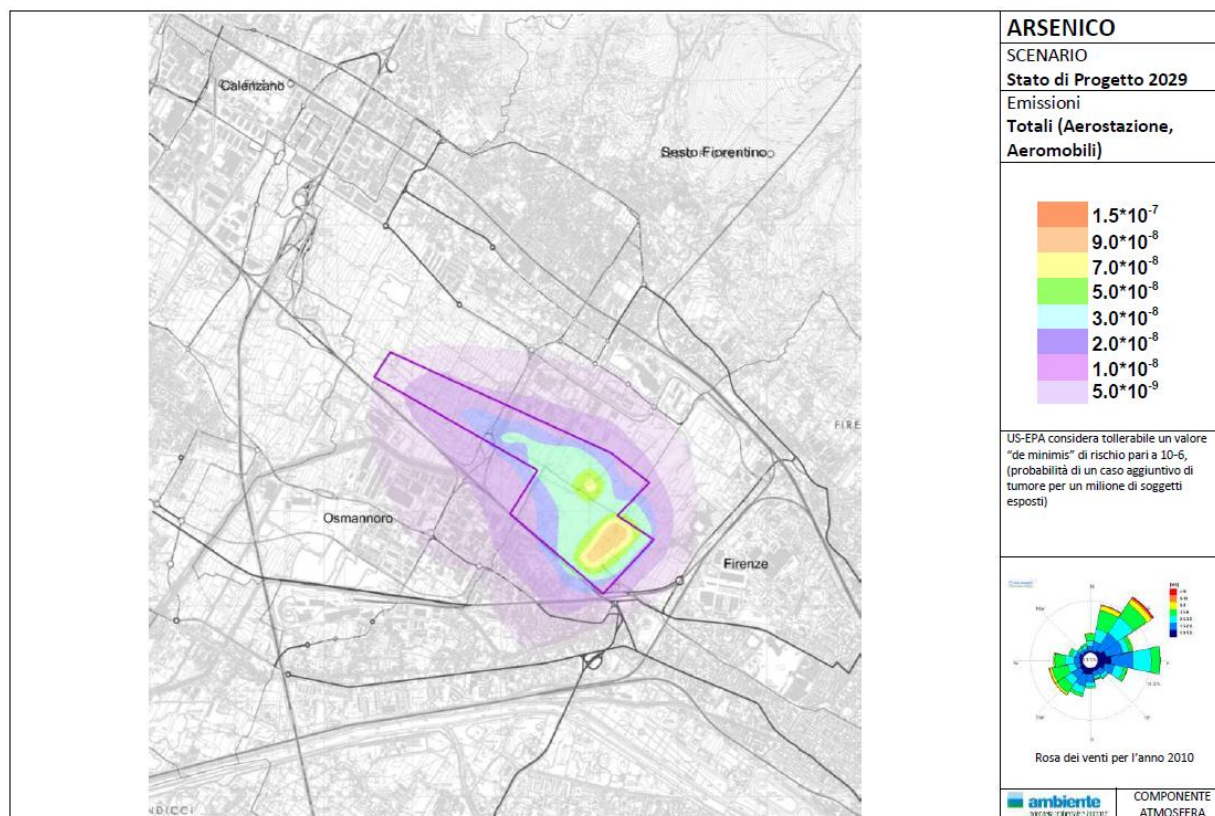 ARSENICO
SCENARIO
Stato di Progetto 2029
Emissioni
Totali (Aerostazione,
Aeromobili)
1.5*10-7
9.0*10-8
7.0*10-8
5.0*10-8
3.0*10-8
2.0*10-8
1.0*10-8
5.0*10-9
US-EPA considera tollerabile un valore
"de minimis" di rischio pari a 10-6,
(probabilità di un caso aggiuntivo di
tumore per un milione di soggetti
esposti)
Rosa dei venti per l'anno 2010
ambiente
COMPONENTE
ATMOSFERA
Calenzano
Sesto Fiorentino
FIRE
Osmannoro
Firenze
NDICCI